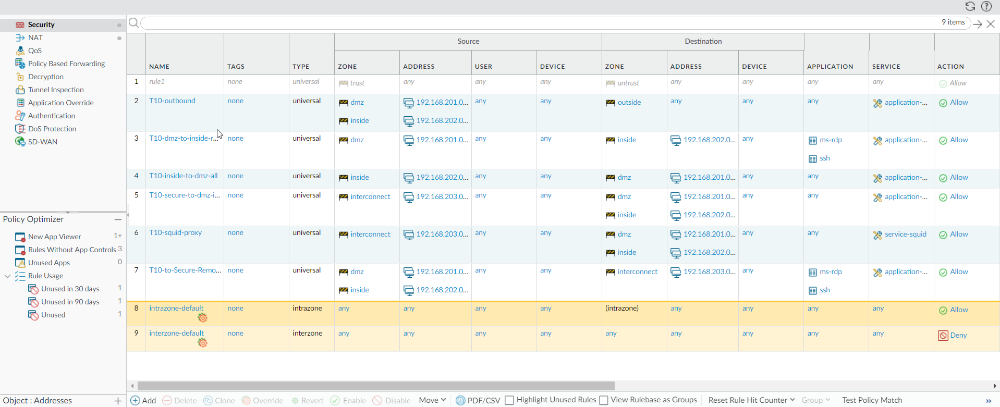 Security
NAT
QoS
Policy Based Forwarding
Decryption
Tunnel Inspection
Application Override
Authentication
DoS Protection
SD-WAN
Policy Optimizer
New App Viewer 1+
Rules Without App Controls 3
Unused Apps 0
Rule Usage
Unused in 30 days 1
Unused in 90 days 1
Unused 1
Object : Addresses
9 items
Source Destination
NAME TAGS TYPE ZONE ADDRESS USER DEVICE ZONE ADDRESS DEVICE APPLICATION SERVICE ACTION
1 rule1 none universal trust any any any untrust any any any any Allow
2 T10-outbound none universal dmz 192.168.201.0... any any outside any any any application-... Allow
inside 192.168.202.0...
3 T10-dmz-to-inside-r... none universal dmz 192.168.201.0... any any inside 192.168.202.0... any ms-rdp application-... Allow
ssh
4 T10-inside-to-dmz-all none universal inside 192.168.202.0... any any dmz 192.168.201.0... any any application-... Allow
5 T10-secure-to-dmz-i... none universal interconnect 192.168.203.0... any any dmz 192.168.201.0... any any application-... Allow
inside 192.168.202.0...
6 T10-squid-proxy none universal interconnect 192.168.203.0... any any dmz 192.168.201.0... any any service-squid Allow
inside 192.168.202.0...
7 T10-to-Secure-Remo... none universal dmz 192.168.201.0... any any interconnect 192.168.203.0... any ms-rdp application-... Allow
inside 192.168.202.0... ssh
8 intrazone-default none intrazone any any any any (intrazone) any any any any Allow
9 interzone-default none interzone any any any any any any any any any Deny
Add Delete Clone Override Revert Enable Disable Move PDF/CSV Highlight Unused Rules View Rulebase as Groups Reset Rule Hit Counter Group Test Policy Match